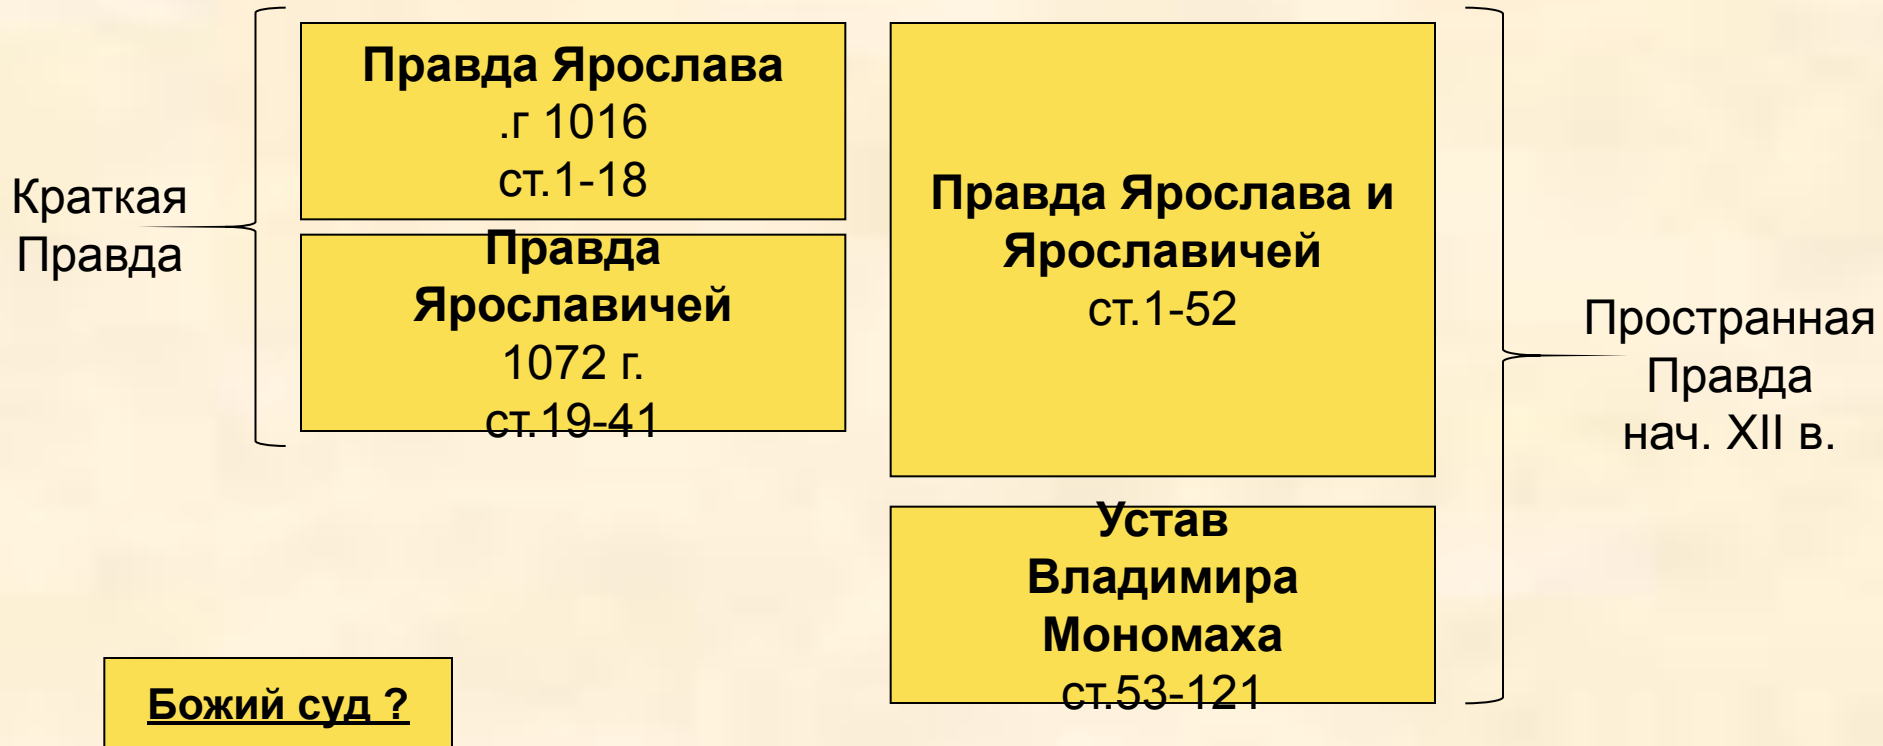 Краткая
Правда
Правда Ярослава
.г 1016
ст.1-18
Правда
Ярославичей
1072 г.
ст.19-41
Правда Ярослава и
Ярославичей
ст.1-52
Устав
Владимира
Мономаха
ст.53-121
Пространная
Правда
нач. XII в.
Божий суд ?